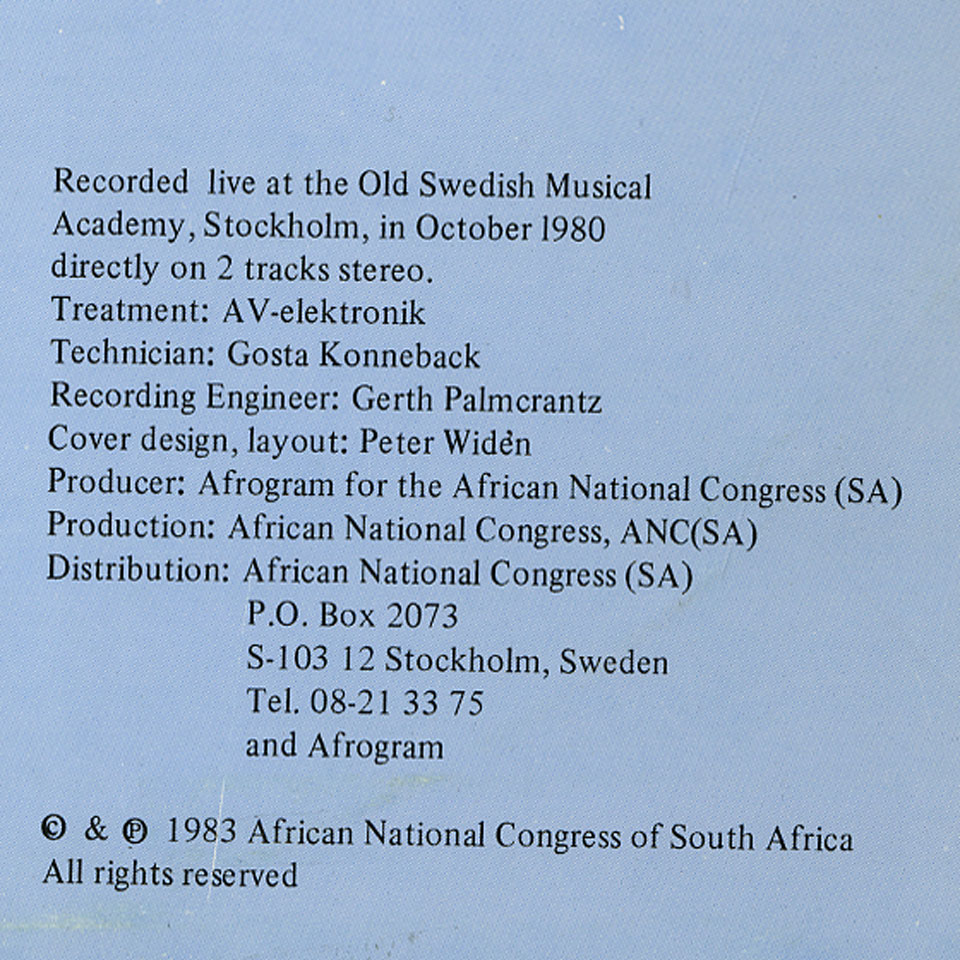 Recorded live at the Old Swedish Musical
Academy, Stockholm, in October 1980
directly on 2 tracks stereo.
Treatment: AV-elektronik
Technician: Gosta Konneback
Recording Engineer: Gerth Palmcrantz
Cover design, layout: Peter Widén
Producer: Afrogram for the African National Congress (SA)
Production: African National Congress, ANC(SA)
Distribution: African National Congress (SA)
P.O. Box 2073
S-103 12 Stockholm, Sweden
Tel. 08-21 33 75
and Afrogram
© & ℗ 1983 African National Congress of South Africa
All rights reserved